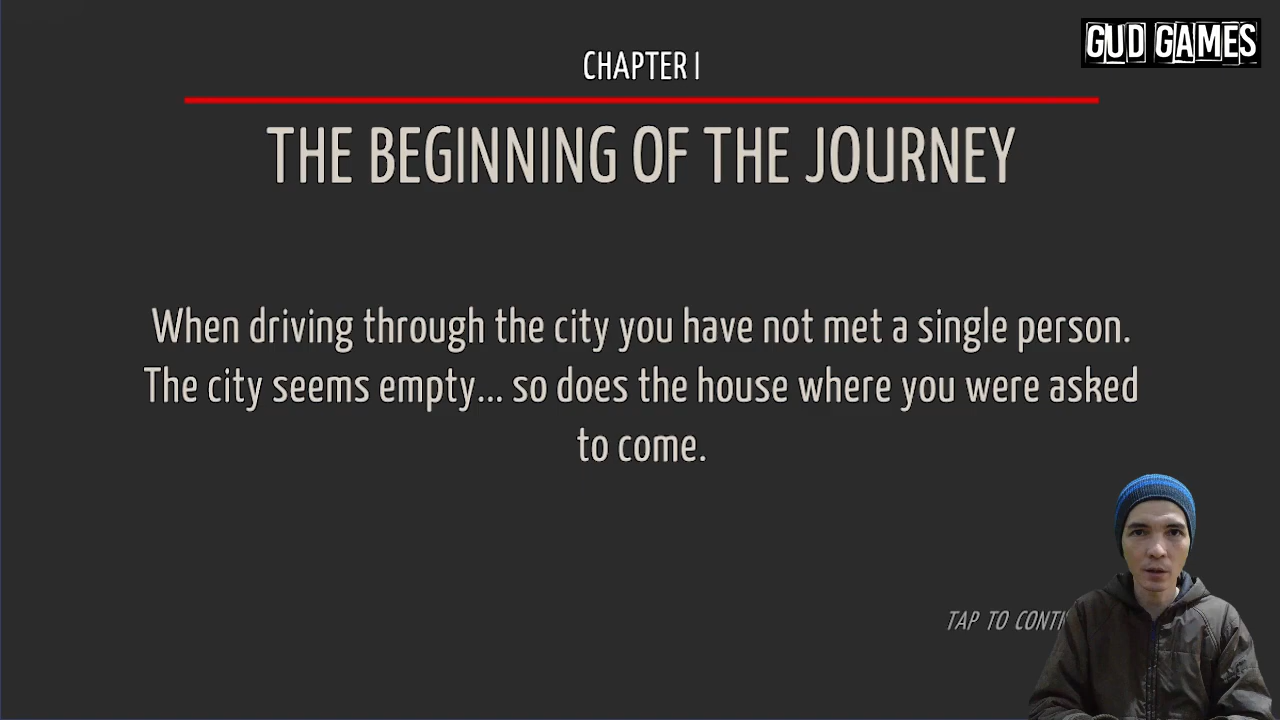 GUD GAMES
CHAPTER I
THE BEGINNING OF THE JOURNEY
When driving through the city you have not met a single person.
The city seems empty... so does the house where you were asked
to come.
TAP TO